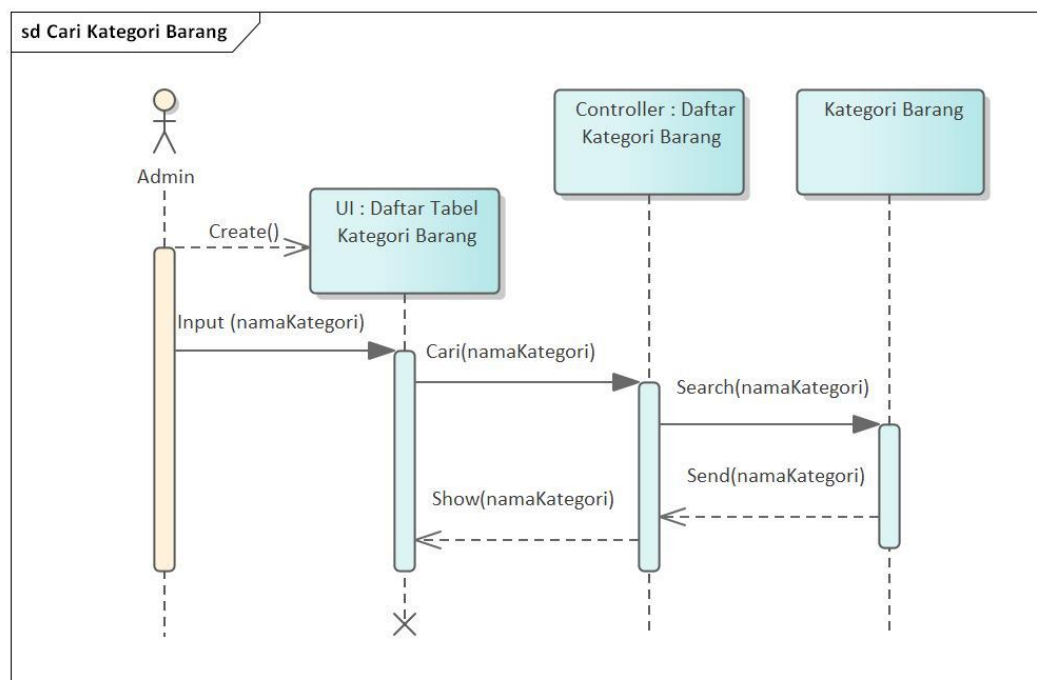 sd Cari Kategori Barang
Controller : Daftar
Kategori Barang
Kategori Barang
Admin
UI : Daftar Tabel
Kategori Barang
Create()
Input (namaKategori)
Cari(namaKategori)
Search(namaKategori)
Send(namaKategori)
Show(namaKategori)